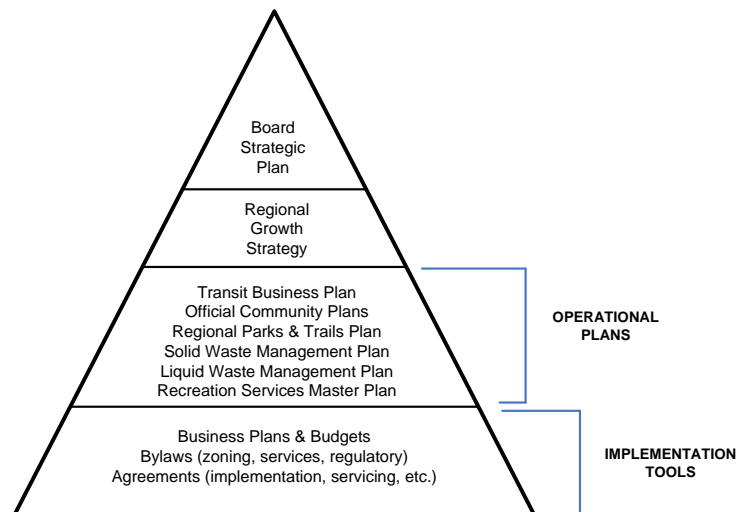 Board
Strategic
Plan
Regional
Growth
Strategy
Transit Business Plan
Official Community Plans
Regional Parks & Trails Plan
Solid Waste Management Plan
Liquid Waste Management Plan
Recreation Services Master Plan
OPERATIONAL
PLANS
Business Plans & Budgets
Bylaws (zoning, services, regulatory)
Agreements (implementation, servicing, etc.)
IMPLEMENTATION
TOOLS